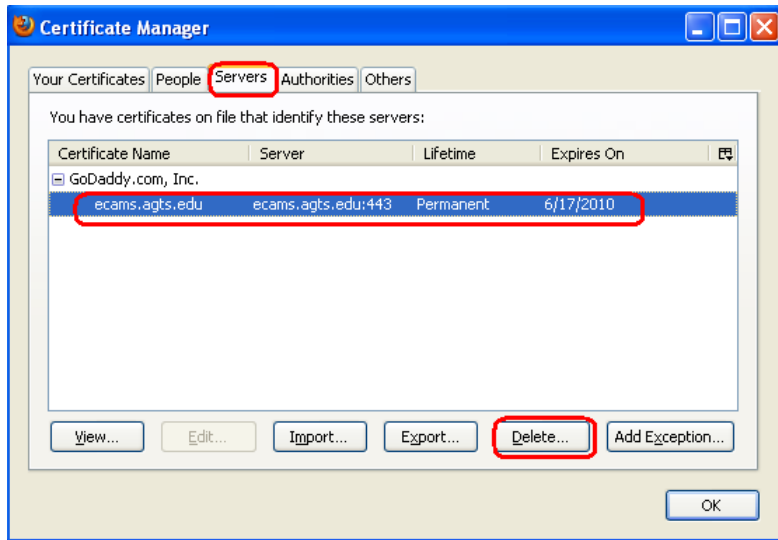 Certificate Manager
Your Certificates People Servers Authorities Others
You have certificates on file that identify these servers:
Certificate Name Server Lifetime Expires On
GoDaddy.com, Inc.
ecams.agts.edu ecams.agts.edu:443 Permanent 6/17/2010
View... Edit... Import... Export... Delete... Add Exception...
OK